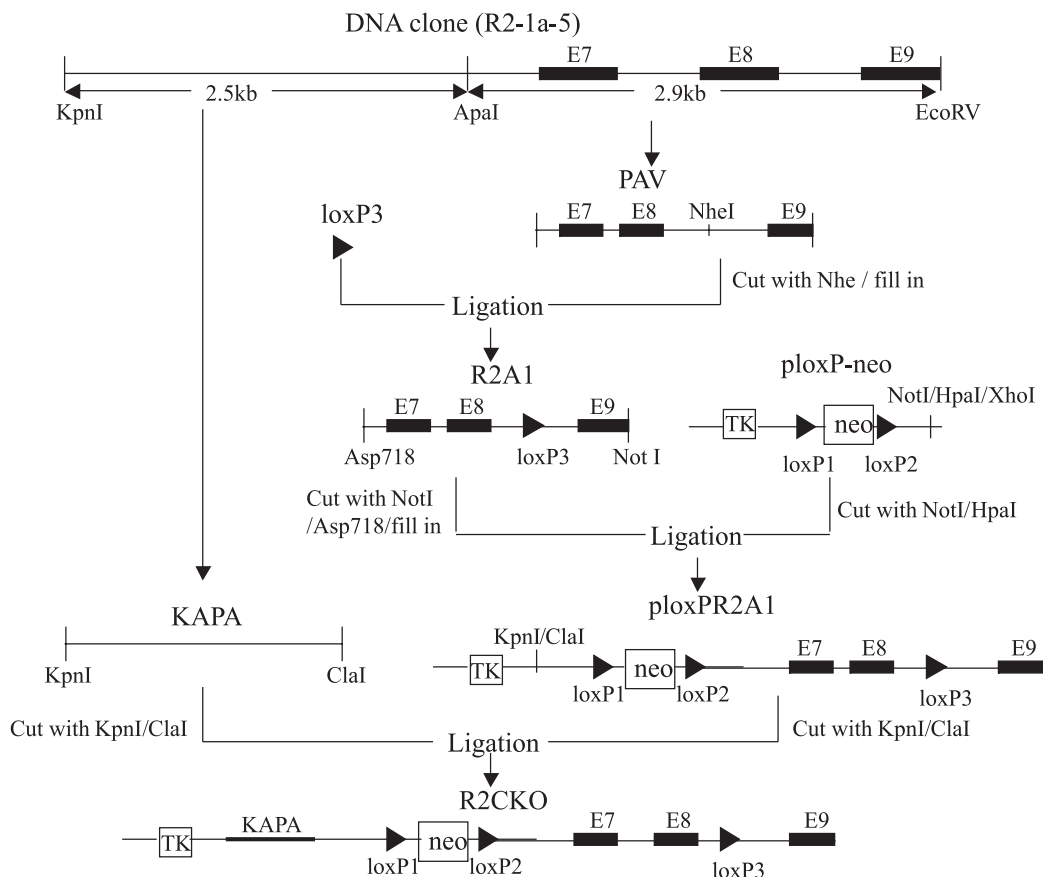 DNA clone (R2-1a-5)
E7 E8 E9
2.5kb 2.9kb
KpnI ApaI EcoRV
PAV
loxP3
E7 E8 NheI E9
Cut with Nhe / fill in
Ligation
R2A1
ploxP-neo
NotI/HpaI/XhoI
E7 E8 E9
TK neo
Asp718 loxP3 Not I
loxP1 loxP2
Cut with NotI
/Asp718/fill in
Cut with NotI/HpaI
Ligation
ploxPR2A1
KAPA
KpnI/ClaI
E7 E8 E9
TK neo
KpnI ClaI
loxP1 loxP2 loxP3
Cut with KpnI/ClaI
Cut with KpnI/ClaI
Ligation
R2CKO
TK KAPA neo E7 E8 E9
loxP1 loxP2 loxP3